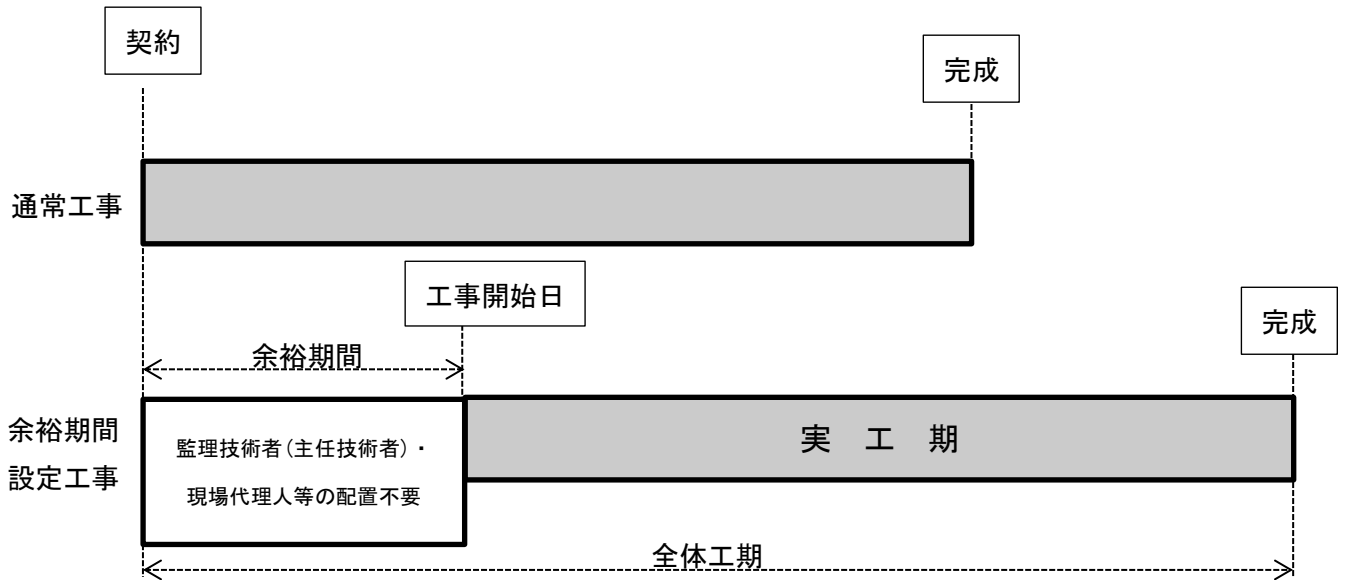 契約
完成
通常工事
工事開始日
完成
余裕期間
余裕期間
設定工事
監理技術者（主任技術者）・
現場代理人等の配置不要
実　工　期
全体工期